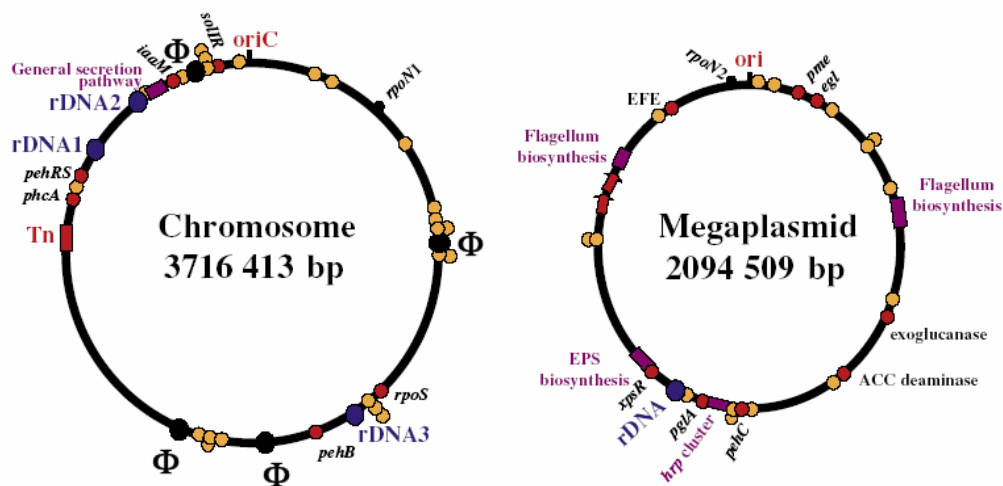 solIR
oriC
Φ
iaaM
General secretion
pathway
rDNA2
rpoN1
rDNA1
pehRS
phcA
Tn
Chromosome
3716 413 bp
Φ
rpoS
rDNA3
pehB
Φ
Φ
rpoN2
ori
pme
egl
EFE
Flagellum
biosynthesis
Flagellum
biosynthesis
Megaplasmid
2094 509 bp
exoglucanase
EPS
biosynthesis
ACC deaminase
xpsR
rDNA
pglA
hrp cluster
pehC